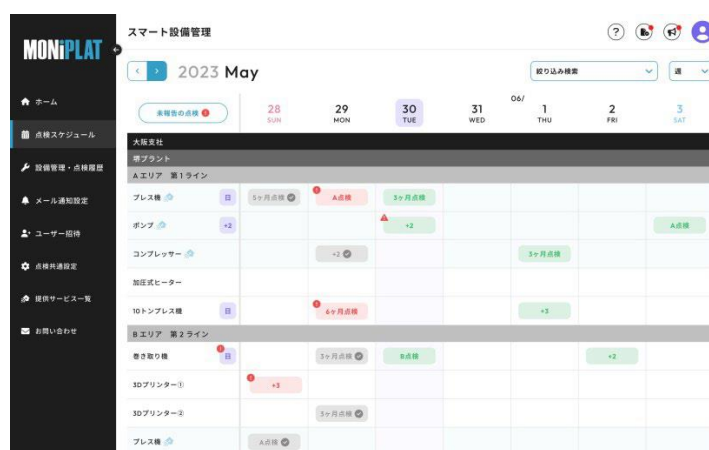 スマート設備管理
MONiPLAT
?
< > 2023 May
絞り込み検索
週
未報告の点検 !
28 SUN
29 MON
30 TUE
31 WED
06/
1 THU
2 FRI
3 SAT
ホーム
点検スケジュール
設備管理・点検履歴
メール通知設定
ユーザー招待
点検共通設定
提供サービス一覧
お問い合わせ
大阪支社
堺プラント
Aエリア 第1ライン
プレス機 日 3ヶ月点検 ! A点検 3ヶ月点検
ポンプ +2 ! +2 A点検
コンプレッサー +2 3ヶ月点検
加圧式ヒーター
10トンプレス機 日 ! 6ヶ月点検 +3
Bエリア 第2ライン
巻き取り機 ! 日 3ヶ月点検 B点検 +2
3Dプリンター① ! +3
3Dプリンター② 3ヶ月点検
プレス機 A点検